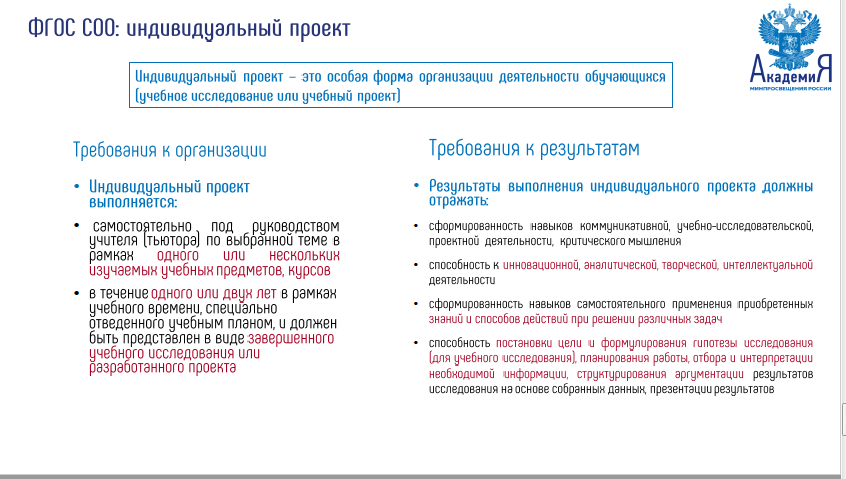 ФГОС СОО: индивидуальный проект
АкадемиЯ
МИНПРОСВЕЩЕНИЯ РОССИИ
Индивидуальный проект – это особая форма организации деятельности обучающихся
(учебное исследование или учебный проект)
Требования к организации
• Индивидуальный проект
выполняется:
• самостоятельно под руководством
учителя (тьютора) по выбранной теме в
рамках одного или нескольких
изучаемых учебных предметов, курсов
• в течение одного или двух лет в рамках
учебного времени, специально
отведенного учебным планом, и должен
быть представлен в виде завершенного
учебного исследования или
разработанного проекта
Требования к результатам
• Результаты выполнения индивидуального проекта должны
отражать:
• сформированность навыков коммуникативной, учебно-исследовательской,
проектной деятельности, критического мышления
• способность к инновационной, аналитической, творческой, интеллектуальной
деятельности
• сформированность навыков самостоятельного применения приобретенных
знаний и способов действий при решении различных задач
• способность постановки цели и формулирования гипотезы исследования
(для учебного исследования), планирования работы, отбора и интерпретации
необходимой информации, структурирования аргументации результатов
исследования на основе собранных данных, презентации результатов